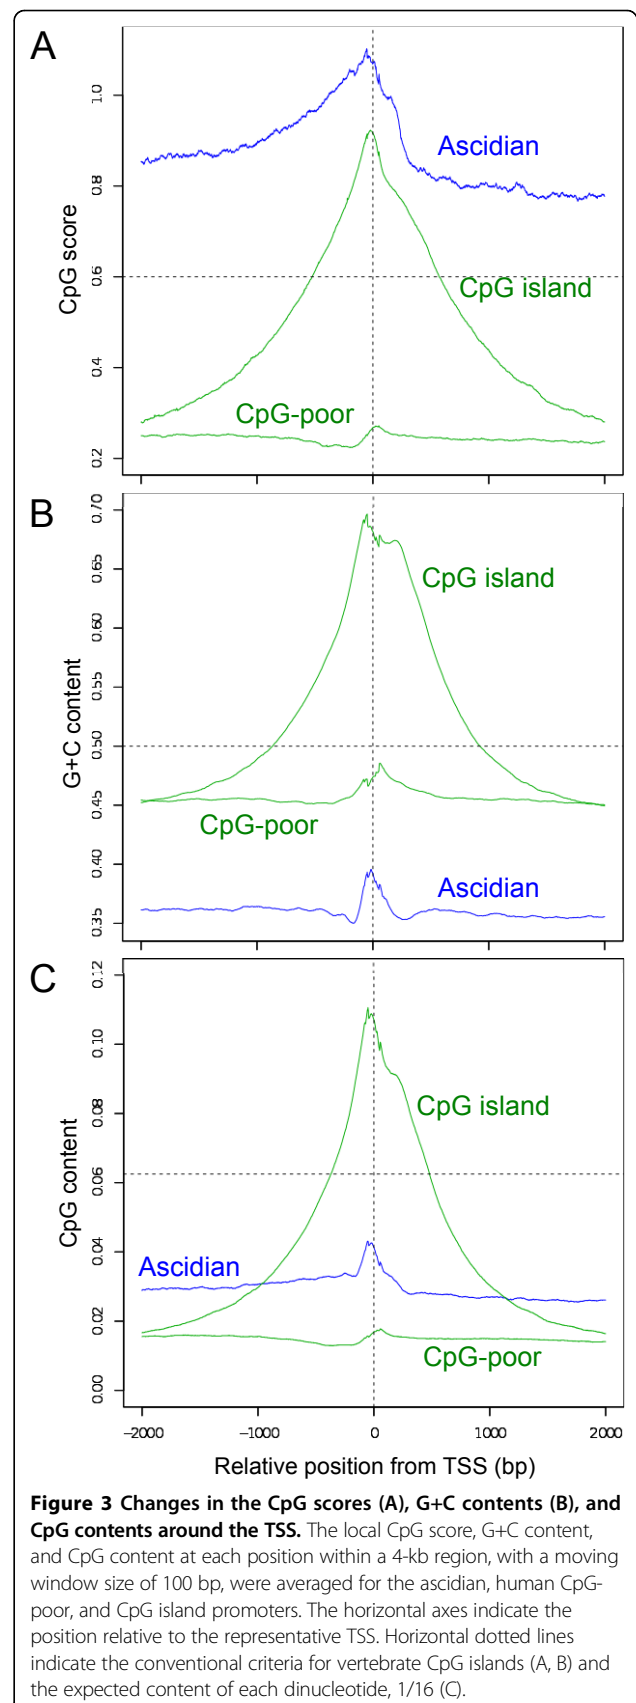 A
1.0
0.8
0.6
0.4
0.2
CpG score
Ascidian
CpG island
CpG-poor
B
0.70
0.65
0.60
0.55
0.50
0.45
0.40
0.35
G+C content
CpG island
CpG-poor
Ascidian
C
0.12
0.10
0.08
0.06
0.04
0.02
0.00
CpG content
CpG island
Ascidian
CpG-poor
−2000 −1000 0 1000 2000
Relative position from TSS (bp)
Figure 3 Changes in the CpG scores (A), G+C contents (B), and
CpG contents around the TSS. The local CpG score, G+C content,
and CpG content at each position within a 4-kb region, with a moving
window size of 100 bp, were averaged for the ascidian, human CpG-
poor, and CpG island promoters. The horizontal axes indicate the
position relative to the representative TSS. Horizontal dotted lines
indicate the conventional criteria for vertebrate CpG islands (A, B) and
the expected content of each dinucleotide, 1/16 (C).